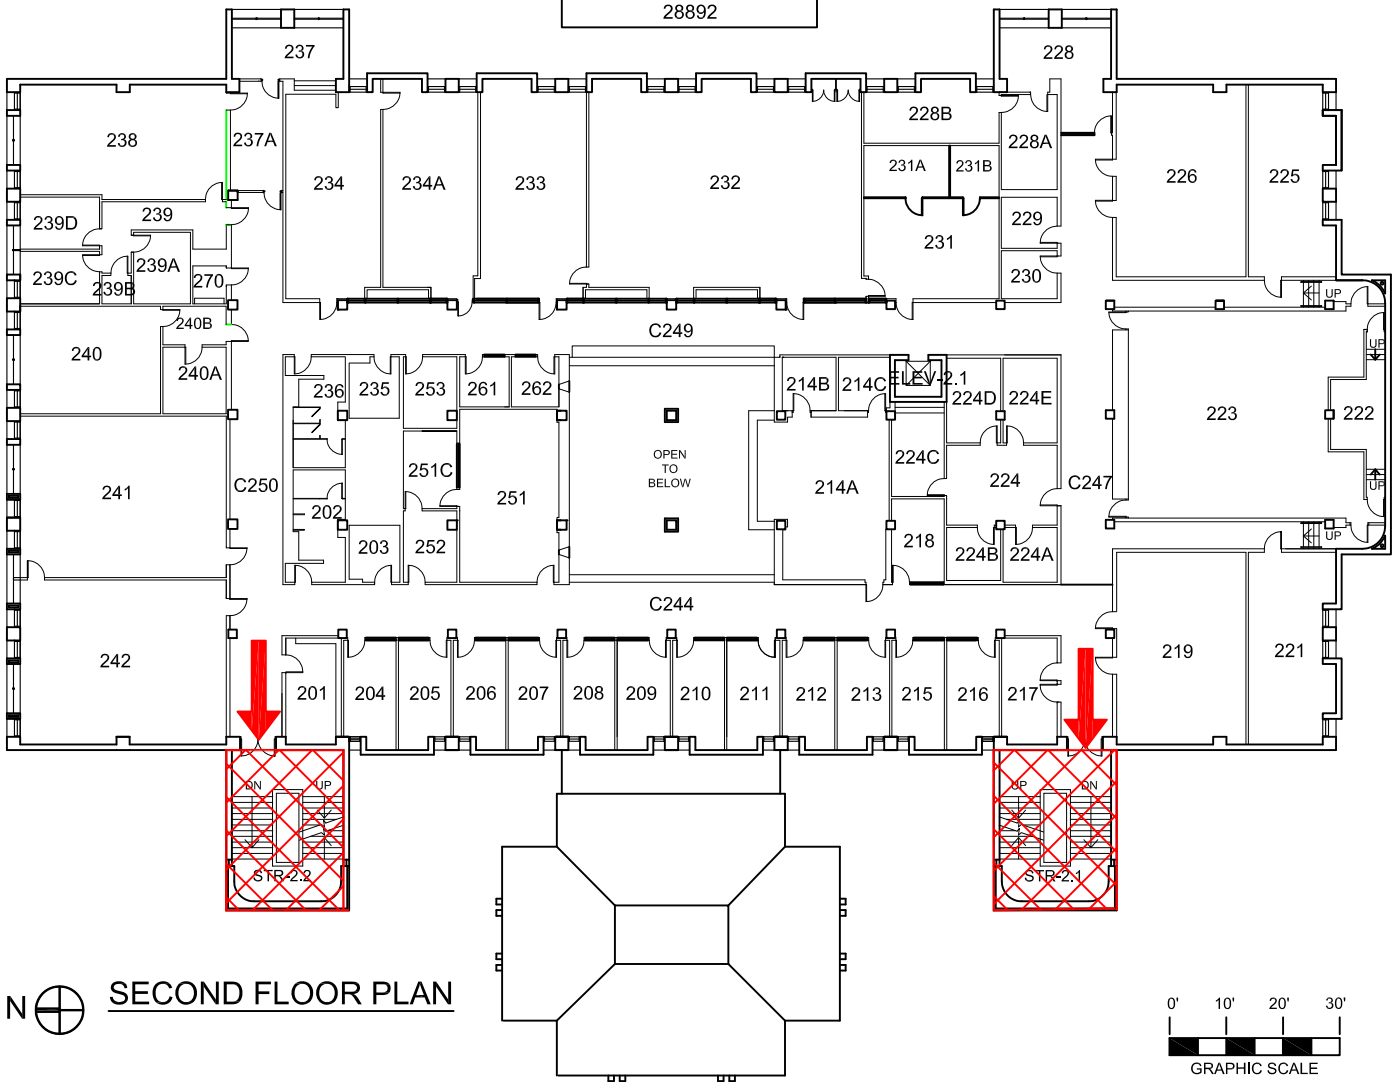 28892
237
228
238
237A
234
234A
233
232
228B
228A
231A
231B
226
225
239D
239
229
231
239C
239A
239B
270
230
UP
240B
C249
240
240A
UP
236
235
253
261
262
214B
214C
ELEV-2.1
224D
224E
223
222
OPEN
TO
BELOW
241
C250
251C
251
214A
224C
224
C247
UP
202
203
252
218
224B
224A
UP
C244
242
201
204
205
206
207
208
209
210
211
212
213
215
216
217
219
221
DN
UP
UP
DN
STR-2.2
STR-2.1
N
SECOND FLOOR PLAN
0' 10' 20' 30'
GRAPHIC SCALE